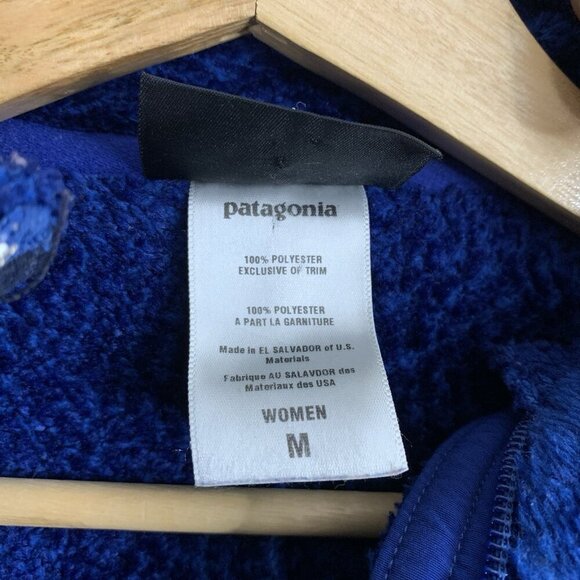 patagonia
100% POLYESTER
EXCLUSIVE OF TRIM
100% POLYESTER
A PART LA GARNITURE
Made in EL SALVADOR of U.S.
Materials
Fabrique AU SALAVDOR des
Materiaux des USA
WOMEN
M